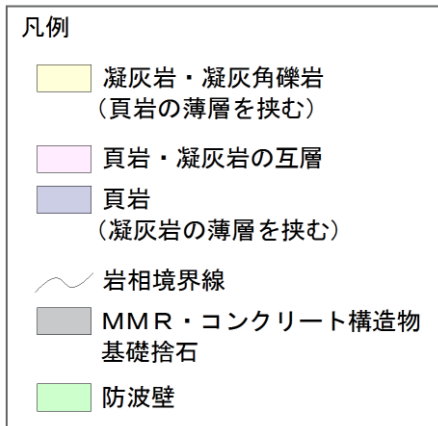 凡例
凝灰岩・凝灰角礫岩
(頁岩の薄層を挟む)
頁岩・凝灰岩の互層
頁岩
(凝灰岩の薄層を挟む)
岩相境界線
ＭＭＲ・コンクリート構造物
基礎捨石
防波壁